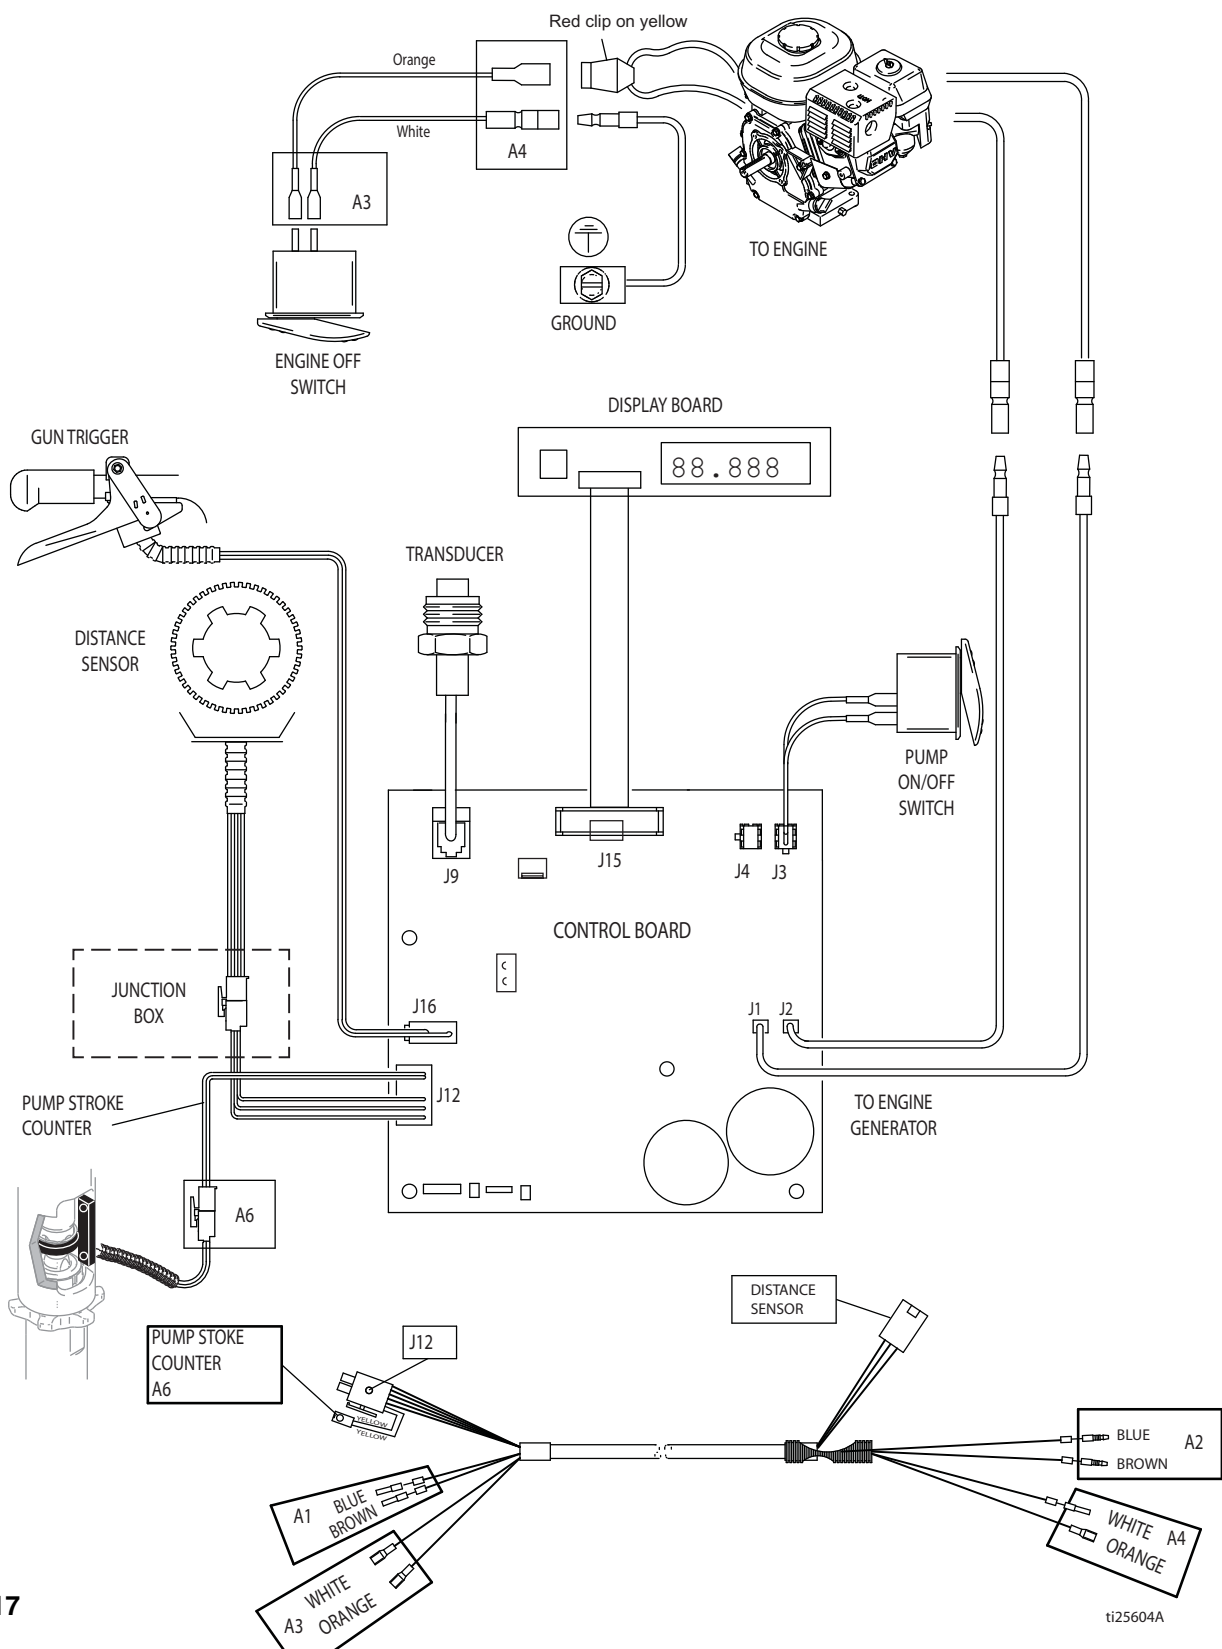 Red clip on yellow
Orange
White
A4
A3
TO ENGINE
GROUND
ENGINE OFF
SWITCH
DISPLAY BOARD
88.888
GUN TRIGGER
TRANSDUCER
DISTANCE
SENSOR
PUMP
ON/OFF
SWITCH
J9
J15
J4
J3
CONTROL BOARD
JUNCTION
BOX
J16
J1
J2
J12
PUMP STROKE
COUNTER
TO ENGINE
GENERATOR
A6
DISTANCE
SENSOR
PUMP STOKE
COUNTER
A6
J12
YELLOW
YELLOW
BLUE
BROWN
A2
A1
BLUE
BROWN
WHITE
ORANGE
A4
A3
WHITE
ORANGE
17
ti25604A